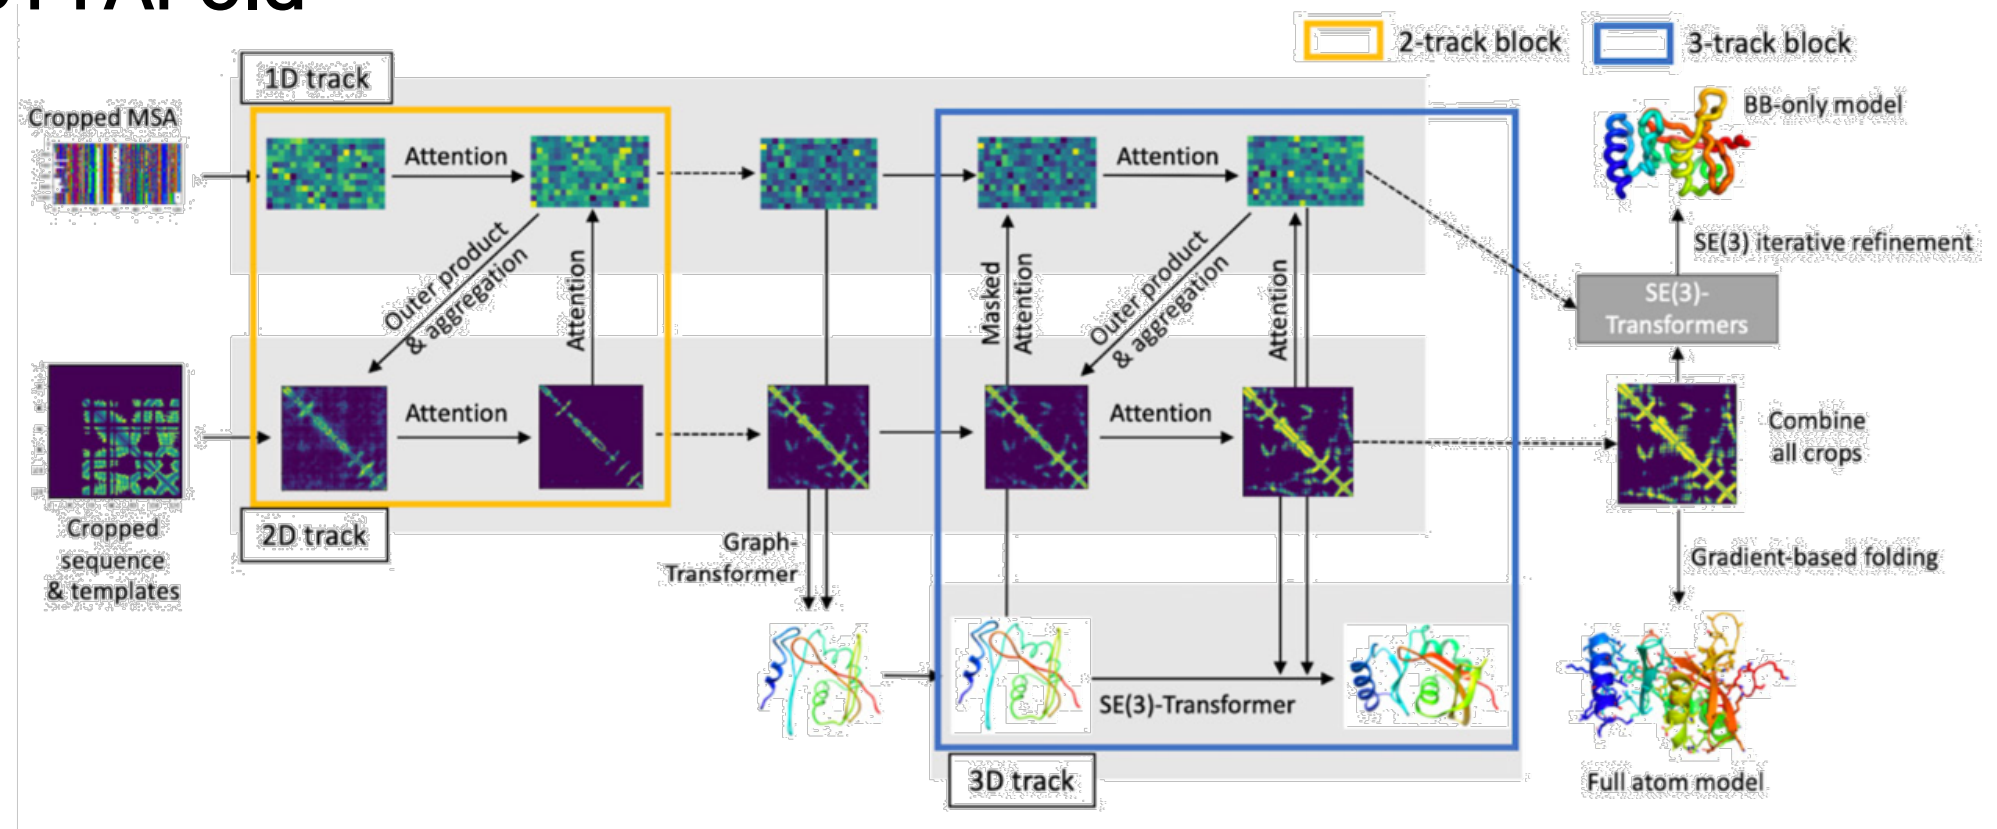 2-track block
3-track block
1D track
Cropped MSA
BB-only model
Attention
Attention
Outer product
& aggregation
Attention
Masked
Attention
Outer product
& aggregation
Attention
SE(3) iterative refinement
SE(3)-
Transformers
Attention
Attention
Combine
all crops
Cropped
sequence
& templates
2D track
Graph-
Transformer
Gradient-based folding
SE(3)-Transformer
3D track
Full atom model